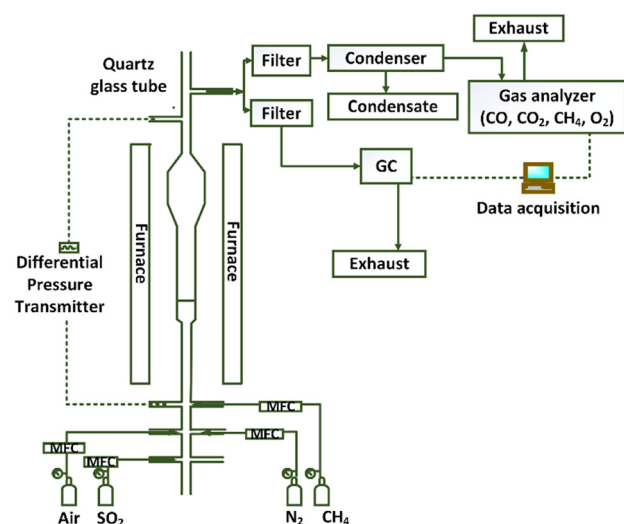 Exhaust
Quartz
glass tube
Filter
Condenser
Gas analyzer
(CO, CO₂, CH₄, O₂)
Filter
Condensate
GC
Data acquisition
Furnace
Furnace
Differential
Pressure
Transmitter
Exhaust
MFC
MFC
MFC
MFC
Air
SO₂
N₂
CH₄